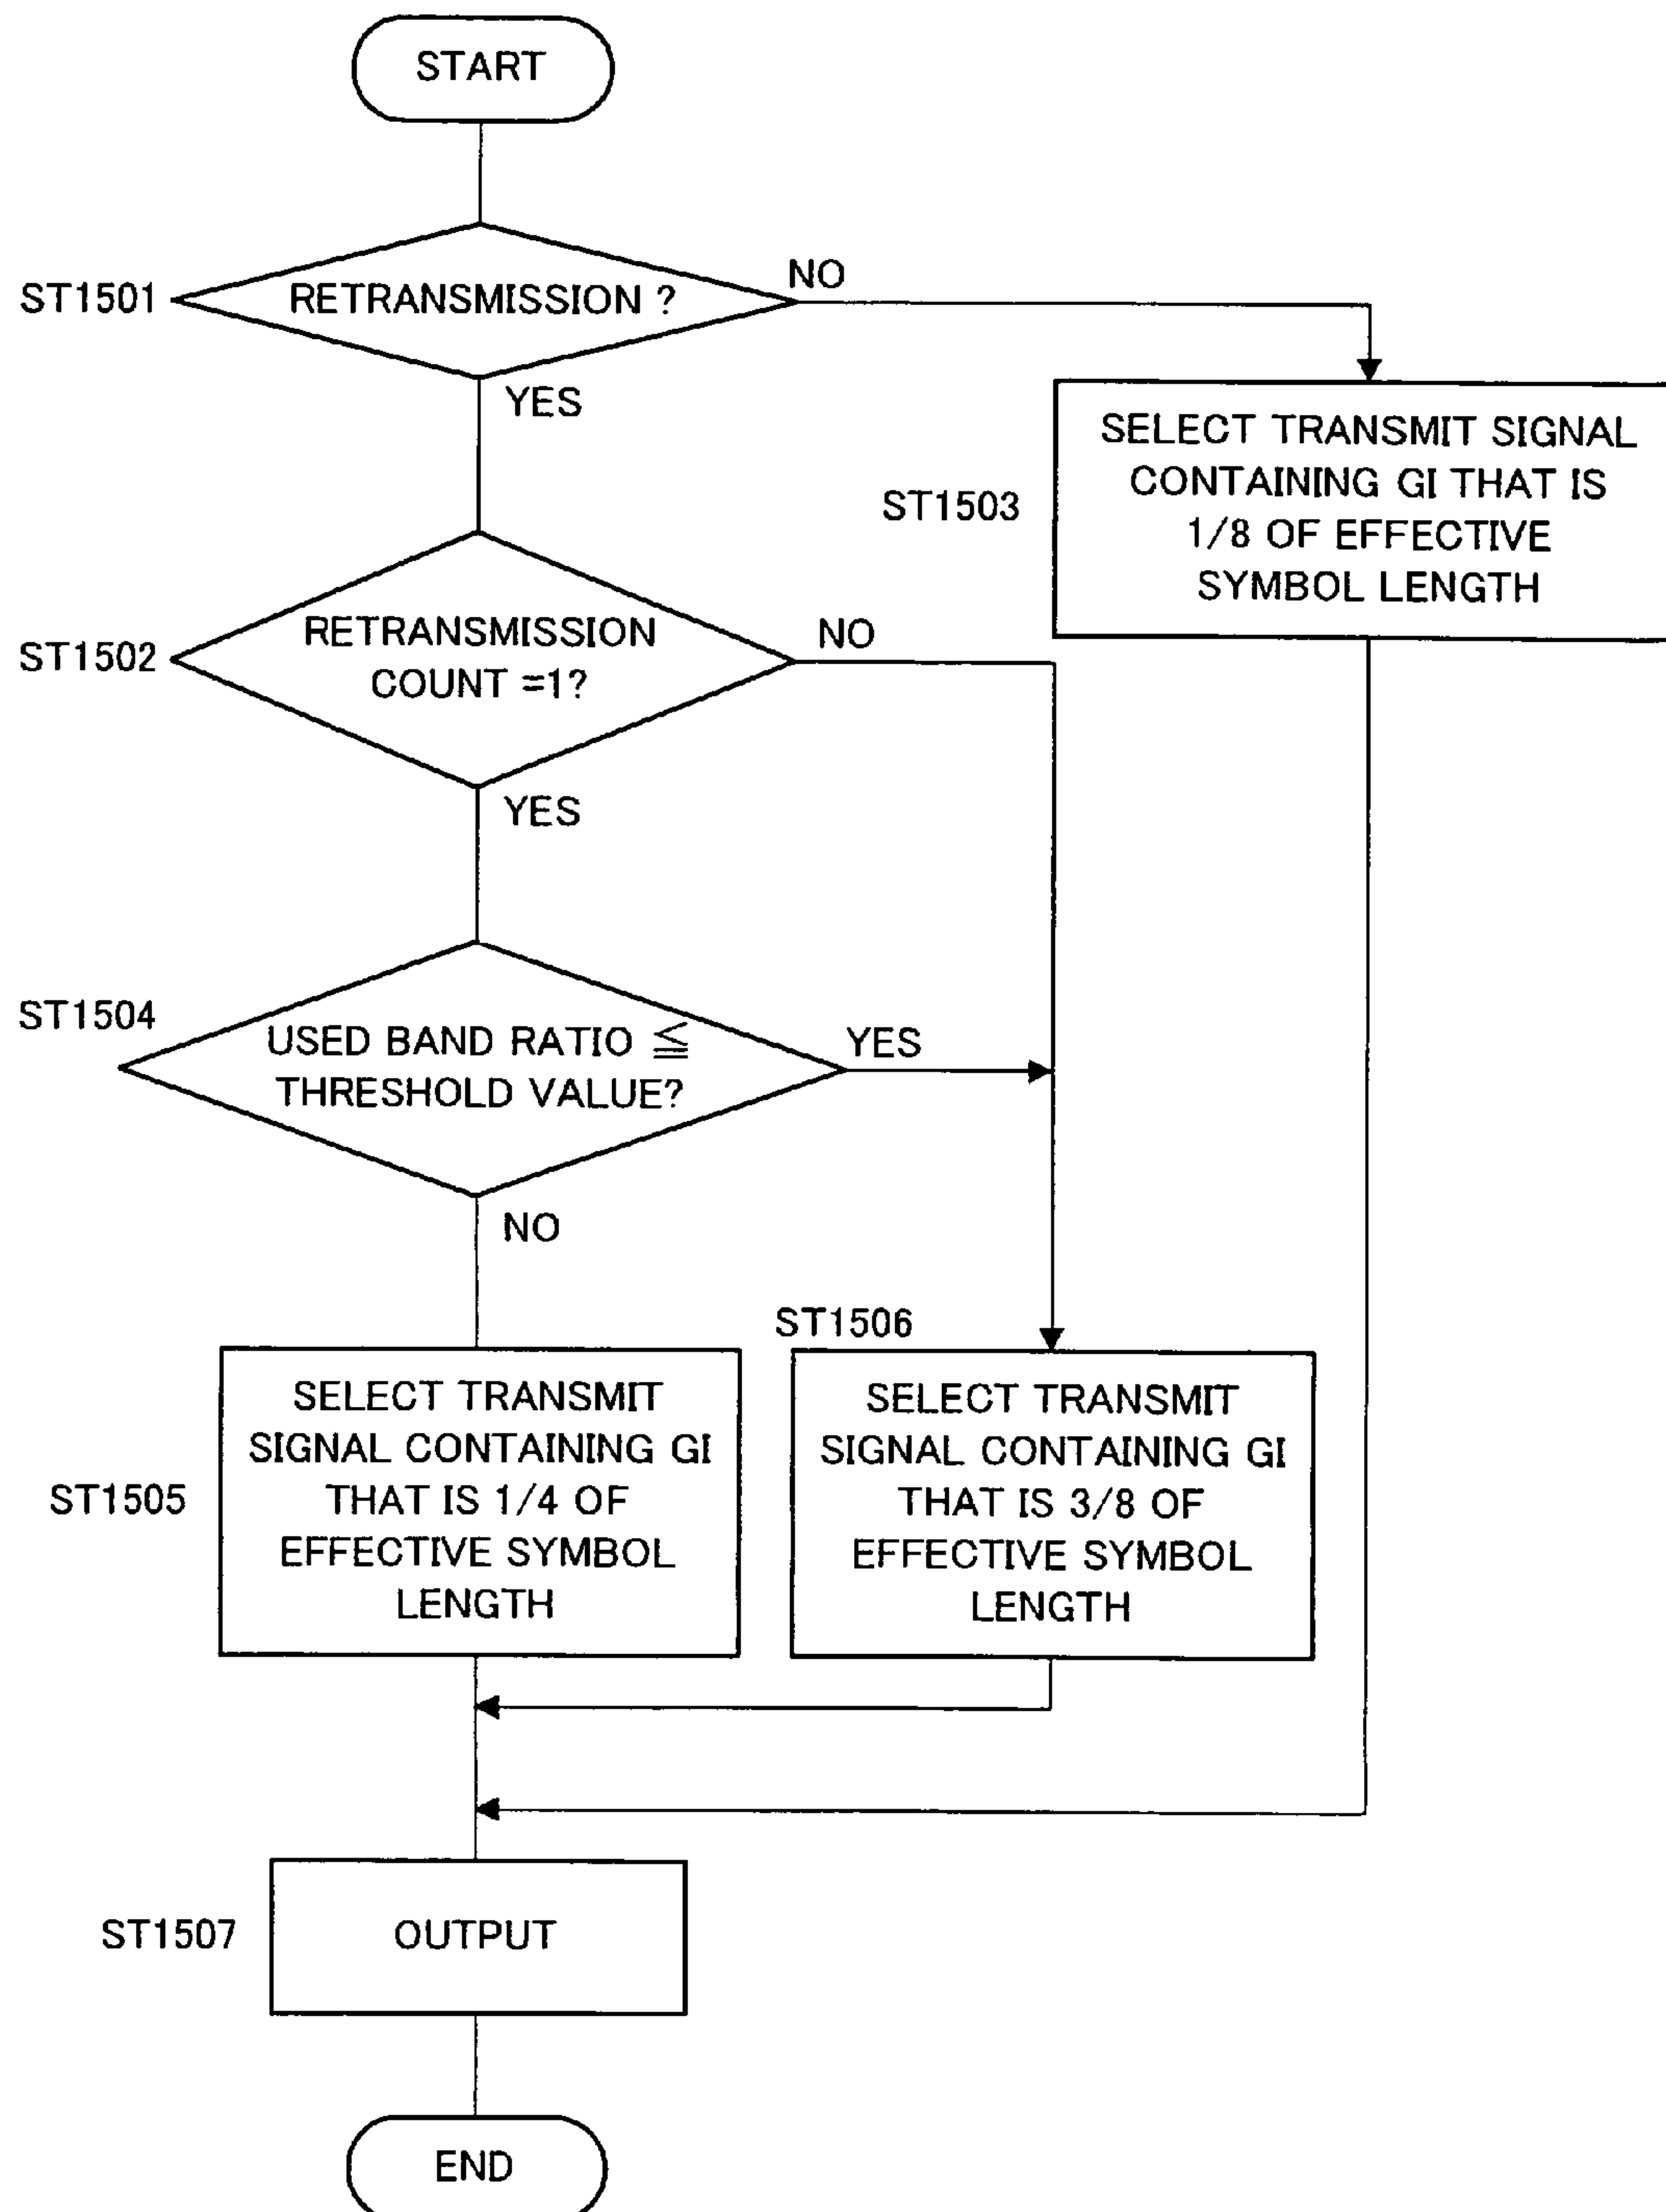 START
ST1501
RETRANSMISSION ?
NO
YES
SELECT TRANSMIT SIGNAL
CONTAINING GI THAT IS
1/8 OF EFFECTIVE
SYMBOL LENGTH
ST1503
ST1502
RETRANSMISSION
COUNT =1?
NO
YES
ST1504
USED BAND RATIO ≦
THRESHOLD VALUE?
YES
NO
ST1505
SELECT TRANSMIT
SIGNAL CONTAINING GI
THAT IS 1/4 OF
EFFECTIVE SYMBOL
LENGTH
ST1506
SELECT TRANSMIT
SIGNAL CONTAINING GI
THAT IS 3/8 OF
EFFECTIVE SYMBOL
LENGTH
ST1507
OUTPUT
END